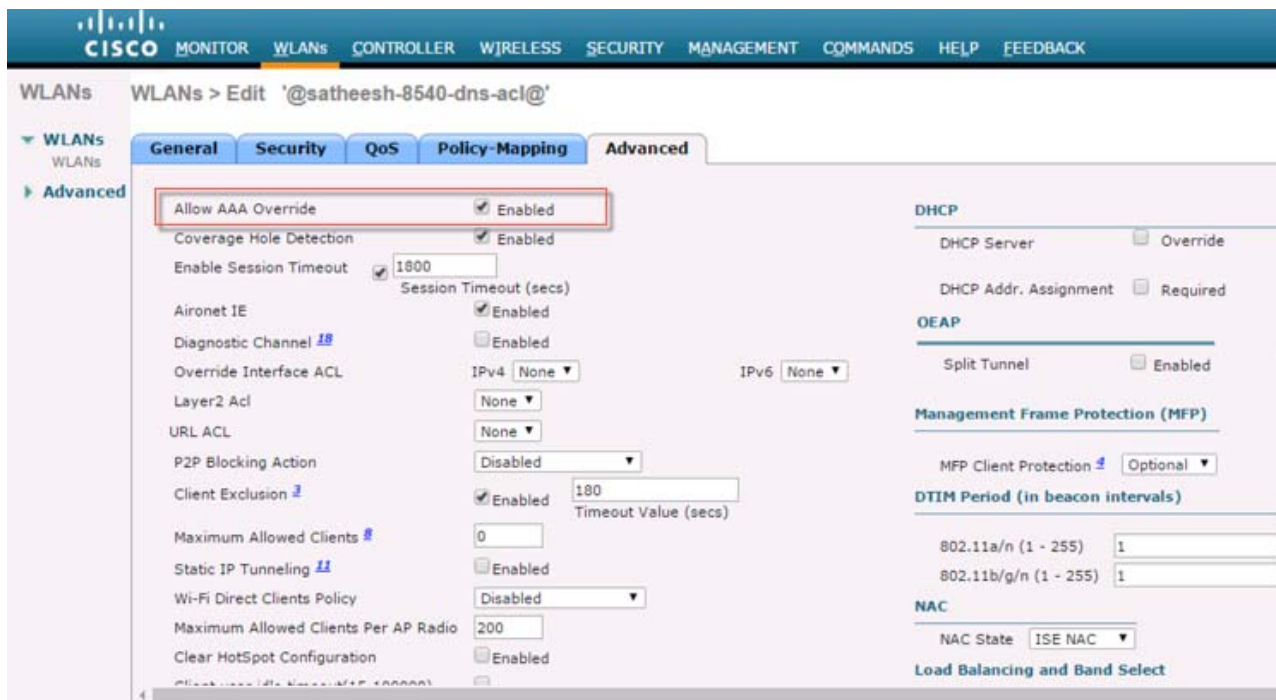 CISCO MONITOR WLANs CONTROLLER WIRELESS SECURITY MANAGEMENT COMMANDS HELP FEEDBACK
WLANs
WLANs > Edit '@satheesh-8540-dns-acl@'
WLANs
WLANs
Advanced
General Security QoS Policy-Mapping Advanced
Allow AAA Override Enabled
Coverage Hole Detection Enabled
Enable Session Timeout 1800
Session Timeout (secs)
Aironet IE Enabled
Diagnostic Channel 18 Enabled
Override Interface ACL IPv4 None IPv6 None
Layer2 Acl None
URL ACL None
P2P Blocking Action Disabled
Client Exclusion 3 Enabled 180
Timeout Value (secs)
Maximum Allowed Clients 8 0
Static IP Tunneling 11 Enabled
Wi-Fi Direct Clients Policy Disabled
Maximum Allowed Clients Per AP Radio 200
Clear HotSpot Configuration Enabled
Client user idle timeout(15-100000)
DHCP
DHCP Server Override
DHCP Addr. Assignment Required
OEAP
Split Tunnel Enabled
Management Frame Protection (MFP)
MFP Client Protection 4 Optional
DTIM Period (in beacon intervals)
802.11a/n (1 - 255) 1
802.11b/g/n (1 - 255) 1
NAC
NAC State ISE NAC
Load Balancing and Band Select